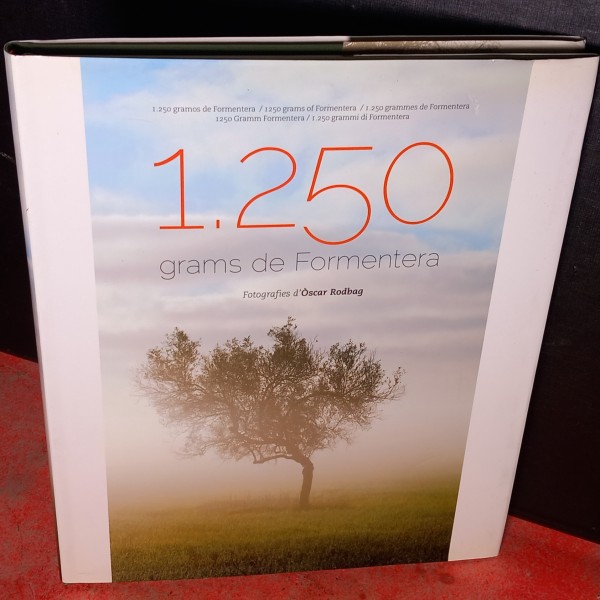 1.250 gramos de Formentera / 1250 grams of Formentera / 1.250 grammes de Formentera
1250 Gramm Formentera / 1.250 grammi di Formentera
1.250
grams de Formentera
Fotografies d'Òscar Rodbag